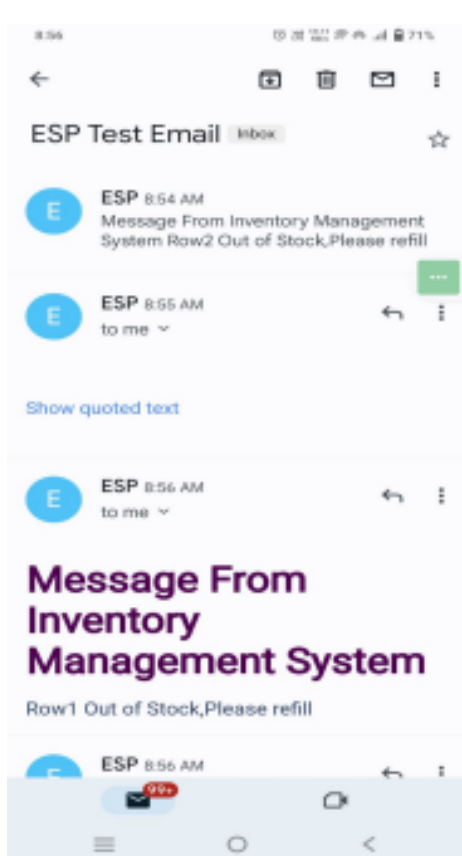 8:56
71%
ESP Test Email Inbox
E
ESP 8:54 AM
Message From Inventory Management
System Row2 Out of Stock,Please refill
E
ESP 8:55 AM
to me
Show quoted text
E
ESP 8:56 AM
to me
Message From
Inventory
Management System
Row1 Out of Stock,Please refill
ESP 8:56 AM
99+